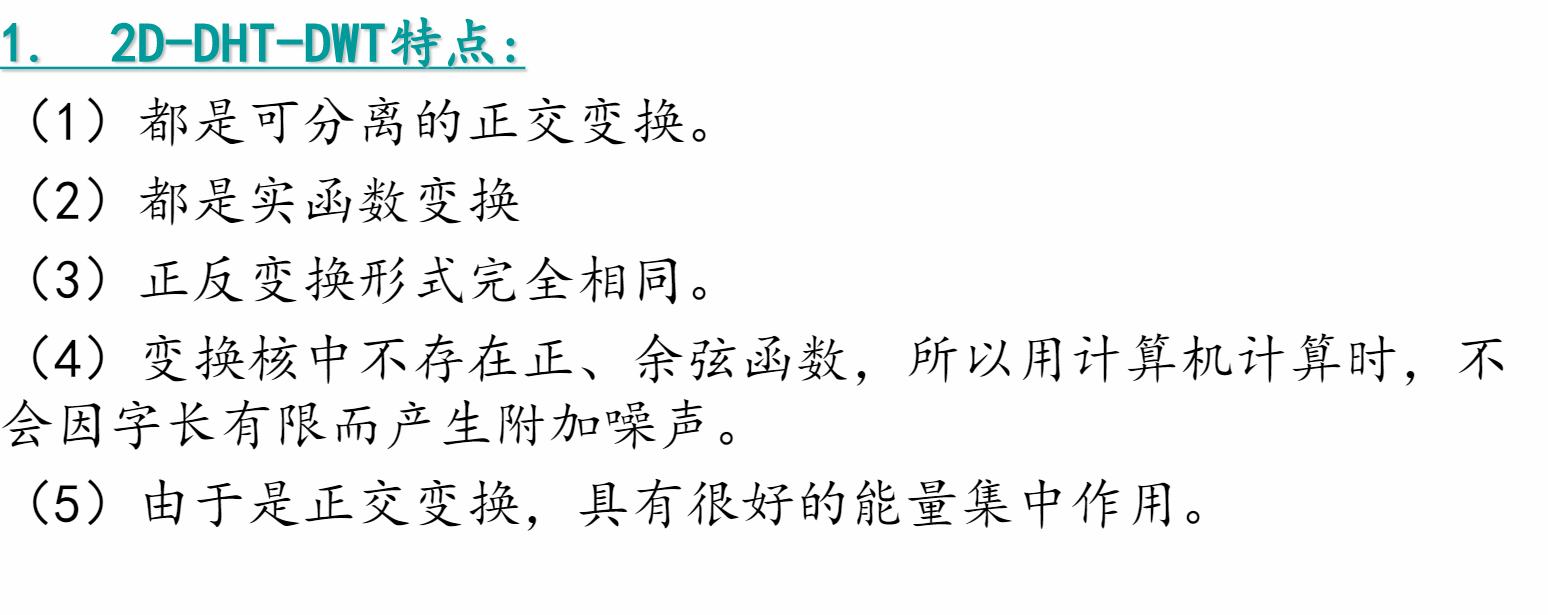 1. 2D-DHT-DWT特点:
（1）都是可分离的正交变换。
（2）都是实函数变换
（3）正反变换形式完全相同。
（4）变换核中不存在正、余弦函数，所以用计算机计算时，不
会因字长有限而产生附加噪声。
（5）由于是正交变换，具有很好的能量集中作用。